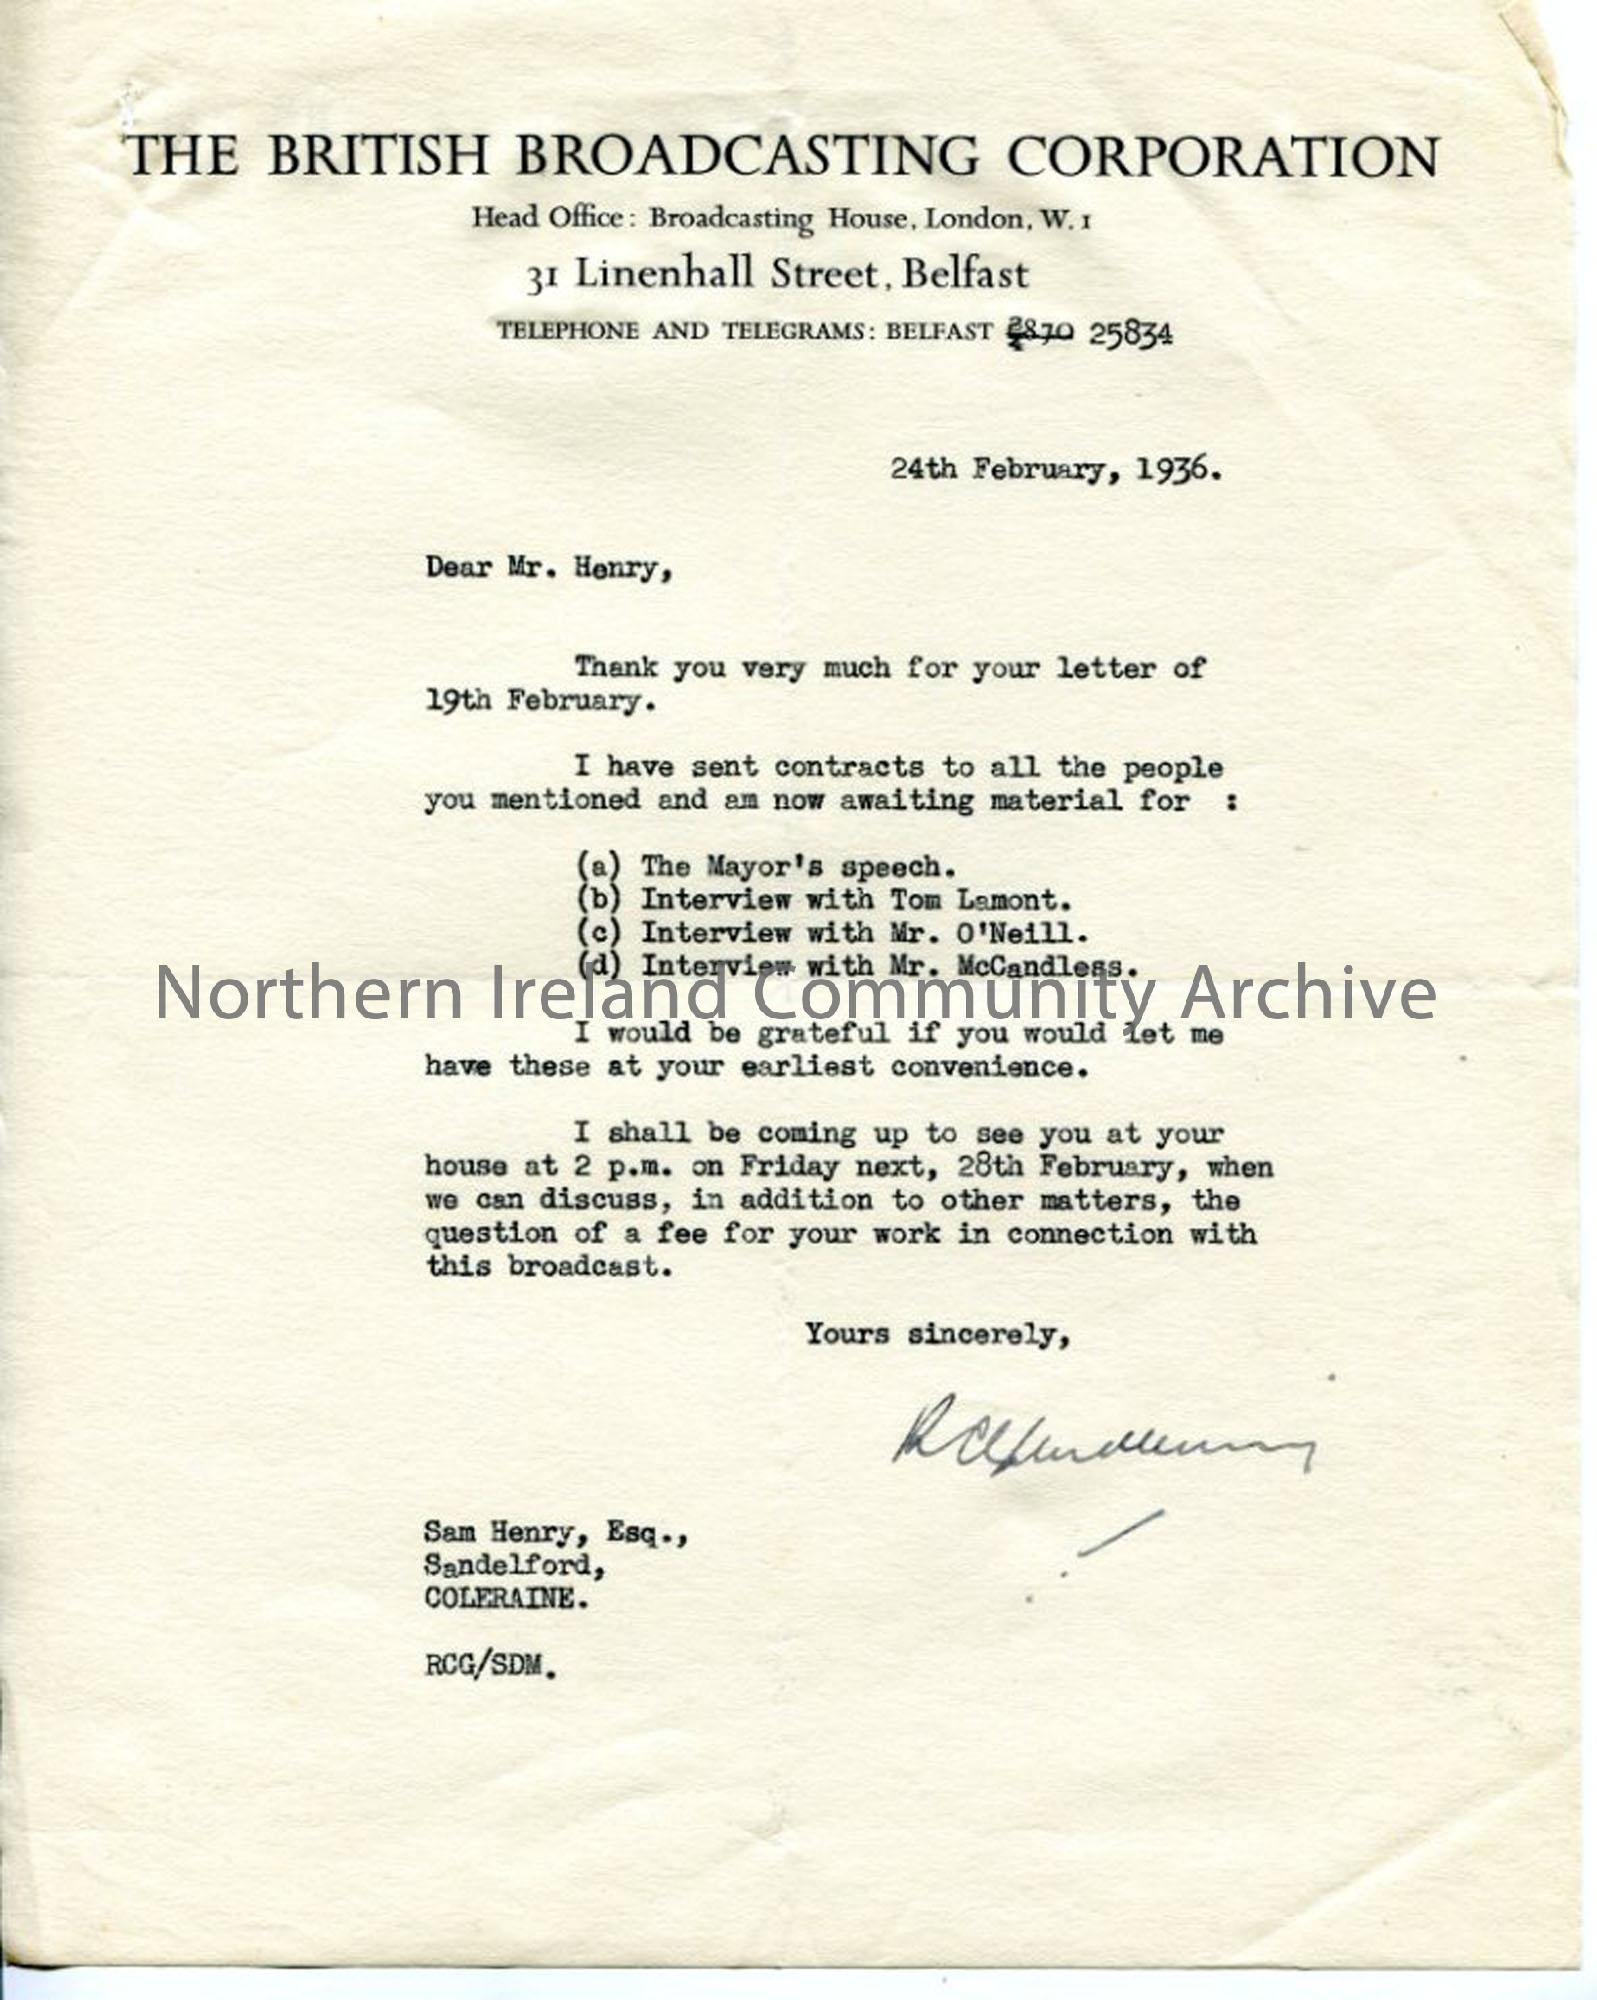 THE BRITISH BROADCASTING CORPORATION
Head Office: Broadcasting House, London, W.1
31 Linenhall Street, Belfast
TELEPHONE AND TELEGRAMS: BELFAST 25834
24th February, 1936.
Dear Mr. Henry,
Thank you very much for your letter of
19th February.
I have sent contracts to all the people
you mentioned and am now awaiting material for :
(a) The Mayor's speech.
(b) Interview with Tom Lamont.
(c) Interview with Mr. O'Neill.
(d) Interview with Mr. McCandless.
Northern Ireland Community Archive
I would be grateful if you would let me
have these at your earliest convenience.
I shall be coming up to see you at your
house at 2 p.m. on Friday next, 28th February, when
we can discuss, in addition to other matters, the
question of a fee for your work in connection with
this broadcast.
Yours sincerely,
Sam Henry, Esq.,
Sandelford,
COLERAINE.
RCG/SDM.